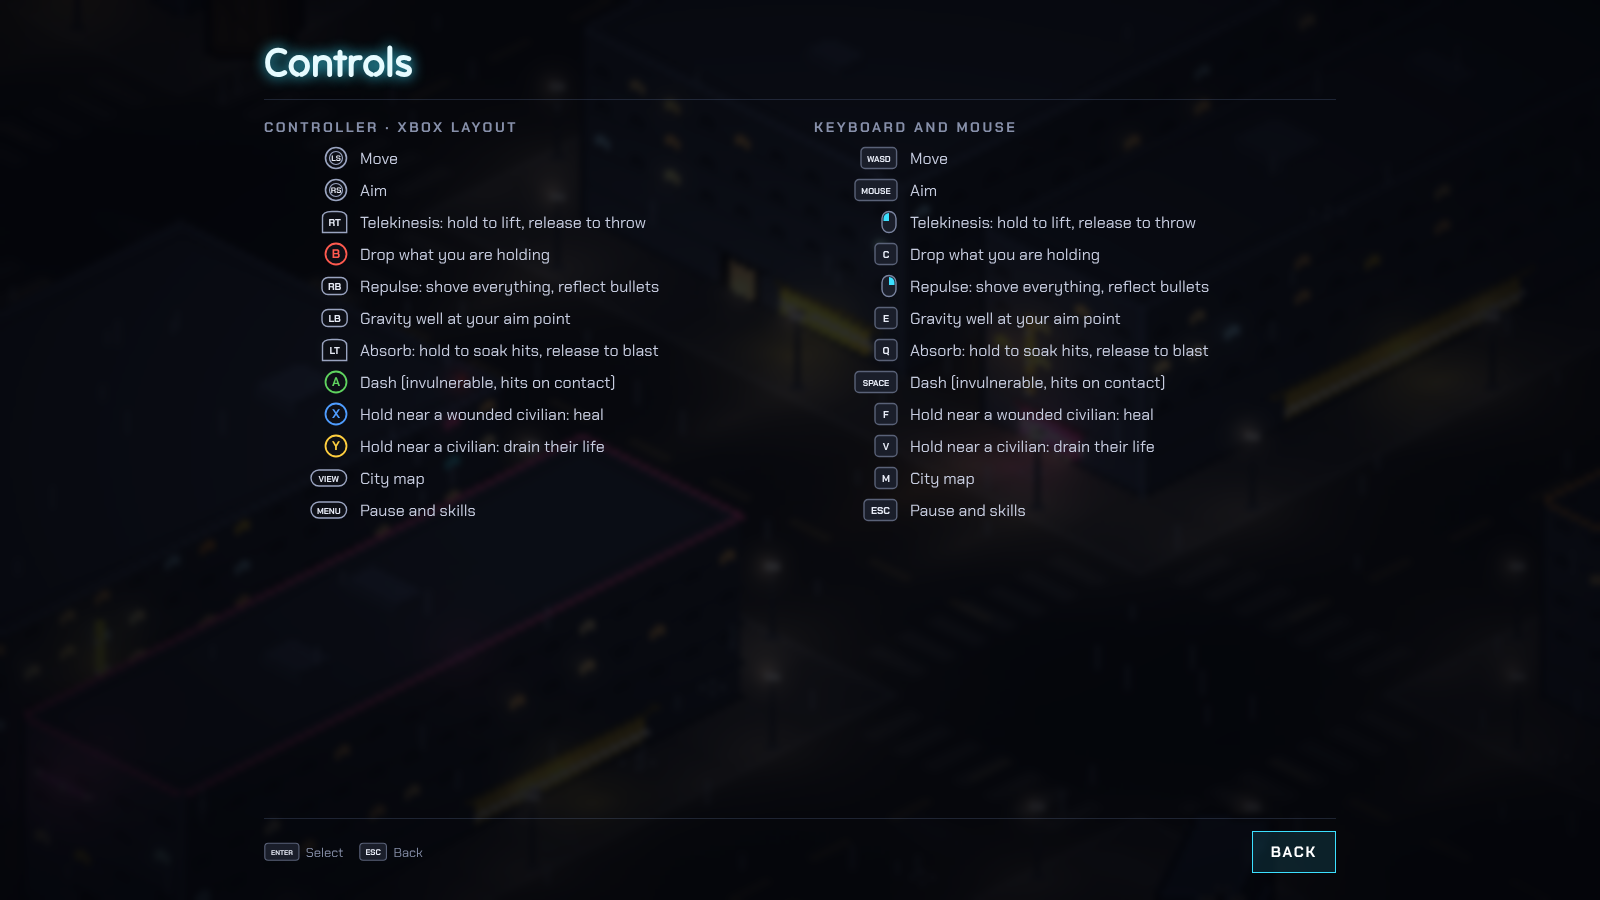 Controls
CONTROLLER · XBOX LAYOUT
LS Move
RS Aim
RT Telekinesis: hold to lift, release to throw
B Drop what you are holding
RB Repulse: shove everything, reflect bullets
LB Gravity well at your aim point
LT Absorb: hold to soak hits, release to blast
A Dash (invulnerable, hits on contact)
X Hold near a wounded civilian: heal
Y Hold near a civilian: drain their life
VIEW City map
MENU Pause and skills
KEYBOARD AND MOUSE
WASD Move
MOUSE Aim
Telekinesis: hold to lift, release to throw
C Drop what you are holding
Repulse: shove everything, reflect bullets
E Gravity well at your aim point
Q Absorb: hold to soak hits, release to blast
SPACE Dash (invulnerable, hits on contact)
F Hold near a wounded civilian: heal
V Hold near a civilian: drain their life
M City map
ESC Pause and skills
ENTER Select ESC Back
BACK